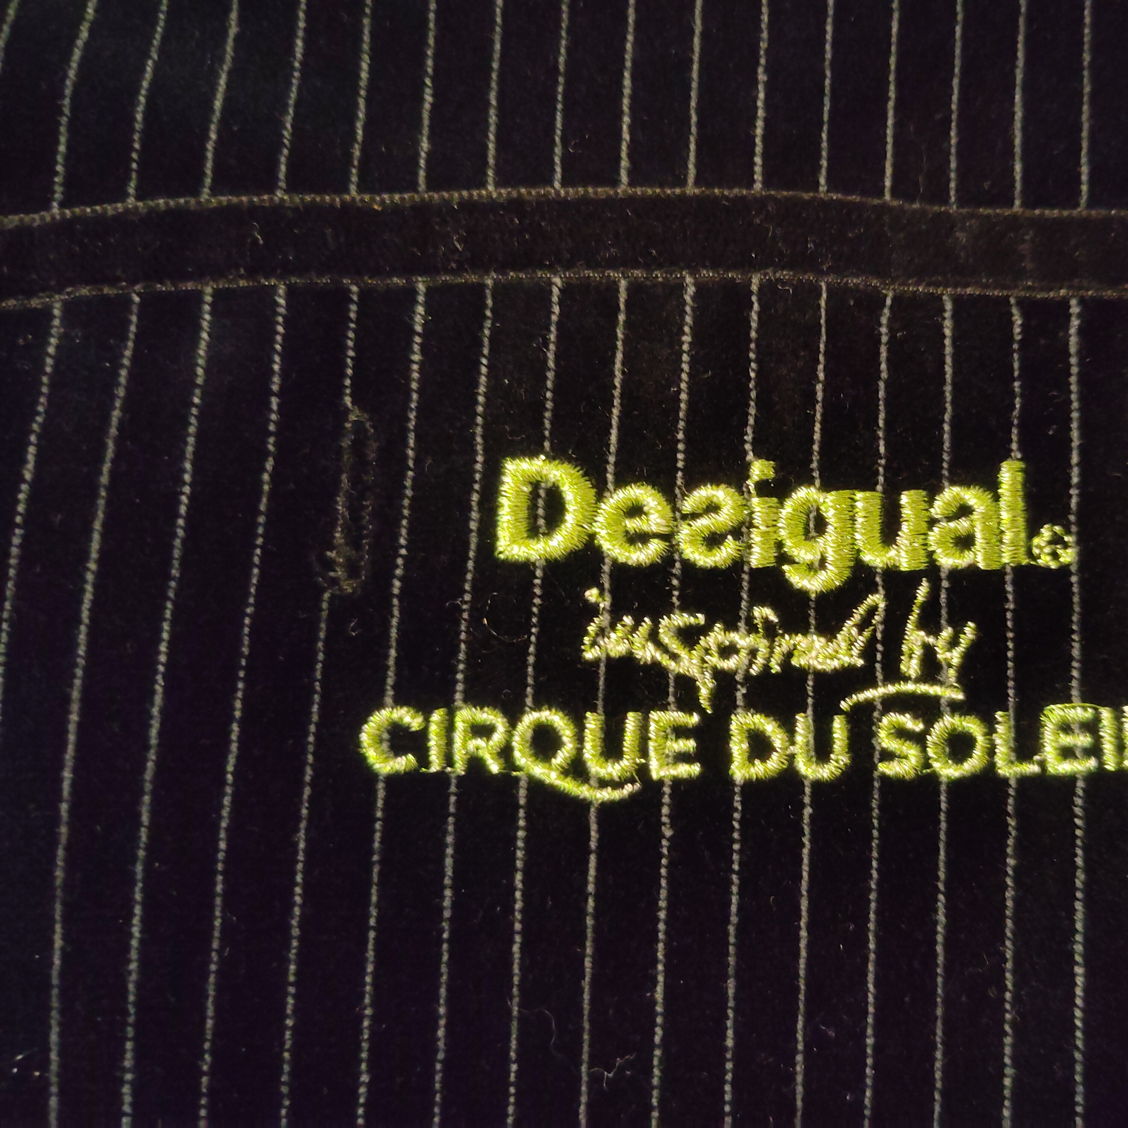 Desigual®
inspired by
CIRQUE DU SOLEIL